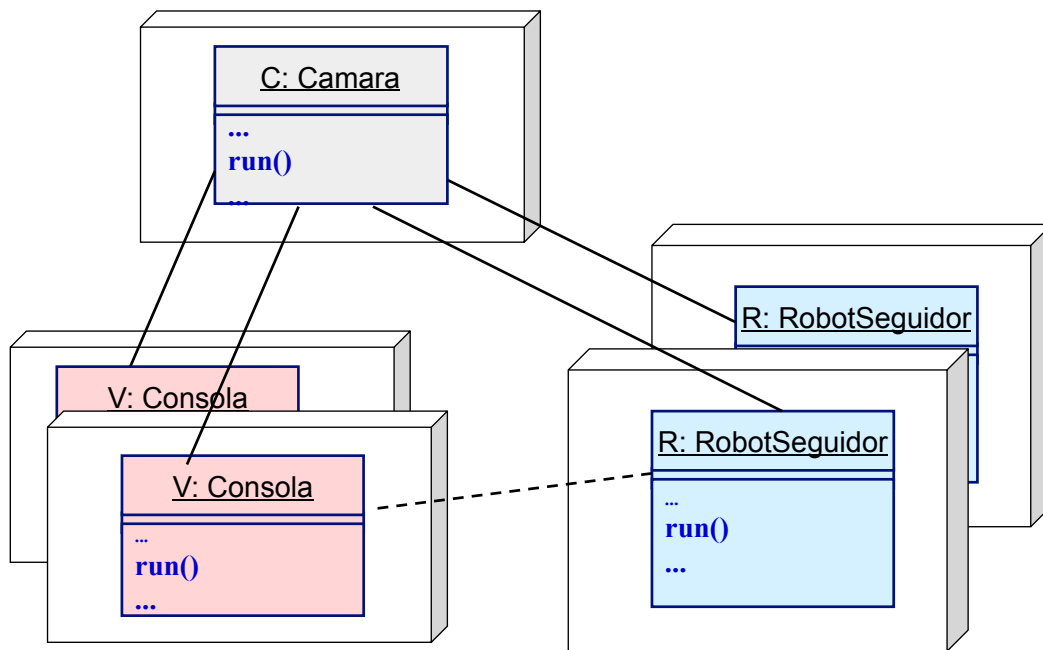 C: Camara
...
run()
...
R: RobotSeguidor
V: Consola
R: RobotSeguidor
...
run()
...
V: Consola
...
run()
...